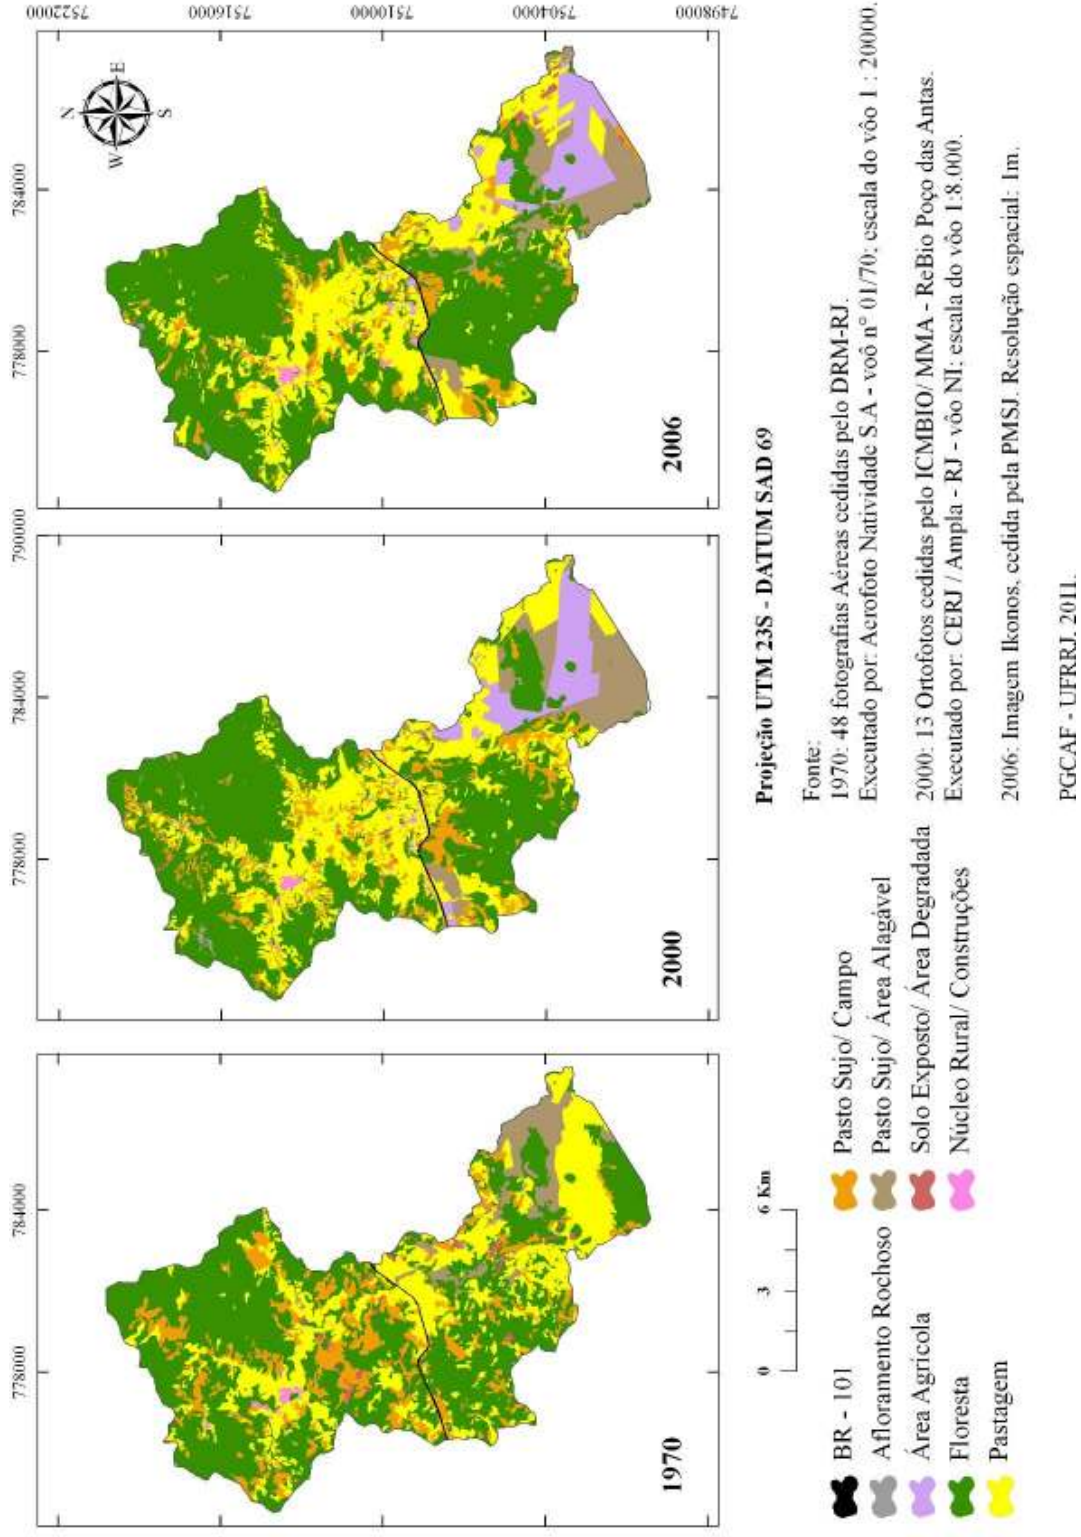 778000
784000
778000
784000
790000
778000
784000
7522000
7516000
7510000
7504000
7498000
N
W
E
S
1970
2000
2006
0
3
6 Km
BR - 101
Afloramento Rochoso
Área Agrícola
Floresta
Pastagem
Pasto Sujo/ Campo
Pasto Sujo/ Área Alagável
Solo Exposto/ Área Degradada
Núcleo Rural/ Construções
Projeção UTM 23S - DATUM SAD 69
Fonte:
1970: 48 fotografias Aéreas cedidas pelo DRM-RJ.
Executado por: Aerofoto Natividade S.A - voô n° 01/70: escala do vôo 1 : 20000.
2000: 13 Ortofotos cedidas pelo ICMBIO/ MMA - ReBio Poço das Antas.
Executado por: CERJ / Ampla - RJ - vôo NI: escala do vôo 1:8.000.
2006: Imagem Ikonos, cedida pela PMSJ. Resolução espacial: 1m.
PGCAF - UFRRJ, 2011.